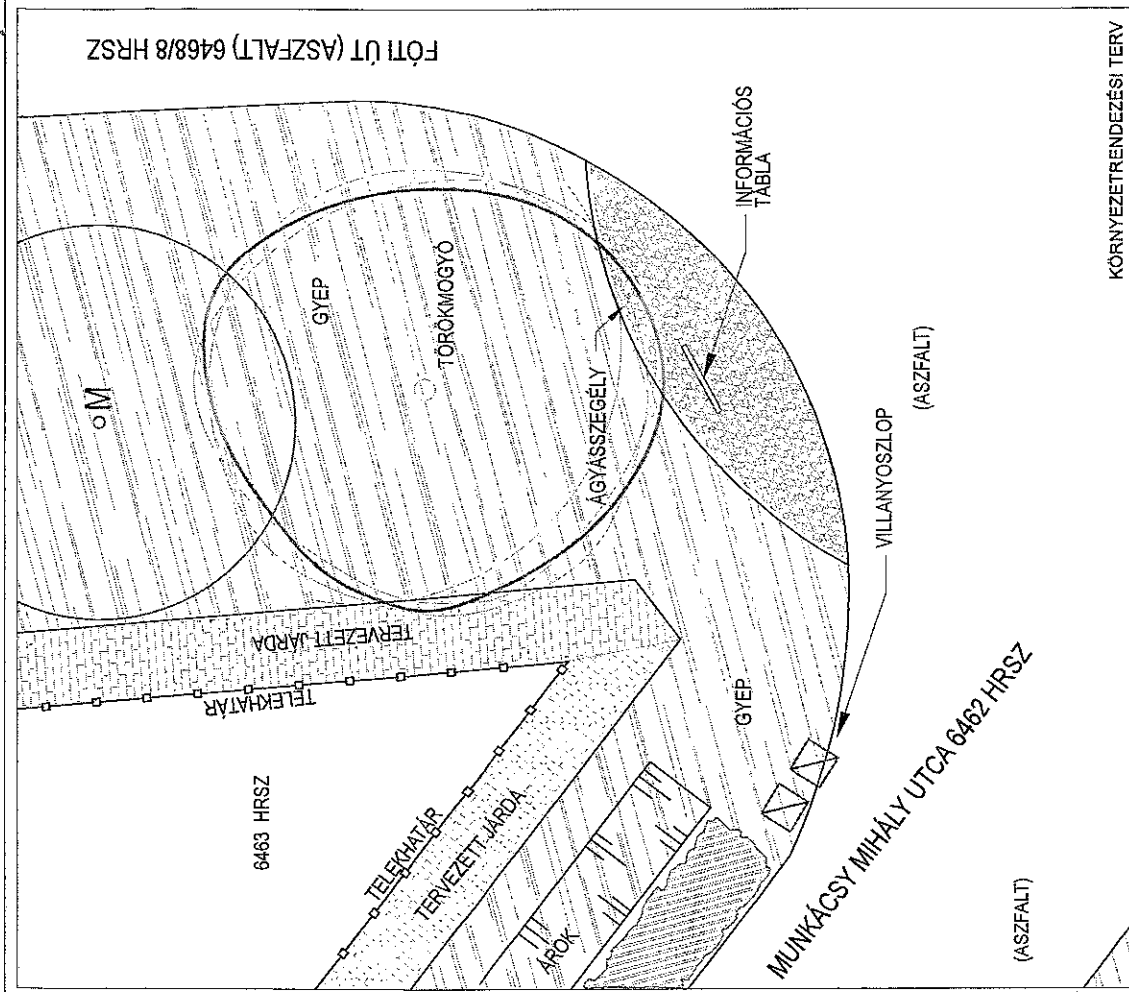 FÓTI ÚT (ASZFALT) 6468/8 HRSZ
M
GYEP
TÖRÖKMOGYÓ
INFORMÁCIÓS
TÁBLA
ÁGYÁSSZEGÉLY
TERVEZETT JÁRDA
TELEKHATÁR
6463 HRSZ
TELEKHATÁR
TERVEZETT JÁRDA
GYEP
ÁROK
VILLANYOSZLOP
(ASZFALT)
MUNKÁCSY MIHÁLY UTCA 6462 HRSZ
(ASZFALT)
KÖRNYEZETRENDEZÉSI TERV